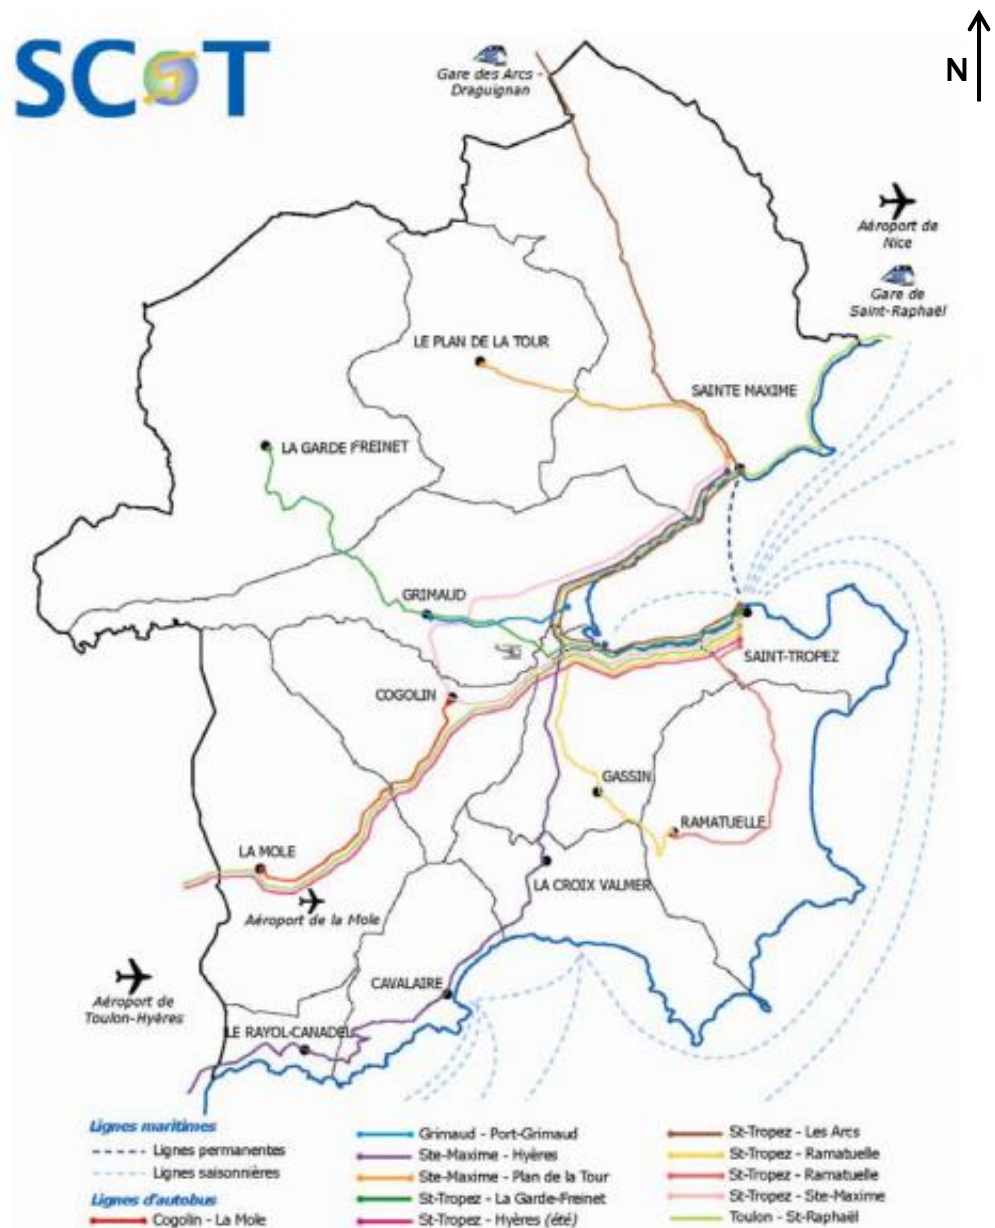 SCOT
N
Gare des Arcs -
Draguignan
Aéroport de
Nice
Gare de
Saint-Raphaël
LE PLAN DE LA TOUR
SAINTE MAXIME
LA GARDE FREINET
GRIMAUD
SAINT-TROPEZ
COGOLIN
GASSIN
RAMATUELLE
LA MOLE
LA CROIX VALMER
Aéroport de la Mole
CAVALAIRE
Aéroport de
Toulon-Hyères
LE RAYOL-CANADEL
Lignes maritimes
Lignes permanentes
Lignes saisonnières
Lignes d'autobus
Cogolin - La Mole
Grimaud - Port-Grimaud
Ste-Maxime - Hyères
Ste-Maxime - Plan de la Tour
St-Tropez - La Garde-Freinet
St-Tropez - Hyères (été)
St-Tropez - Les Arcs
St-Tropez - Ramatuelle
St-Tropez - Ramatuelle
St-Tropez - Ste-Maxime
Toulon - St-Raphaël